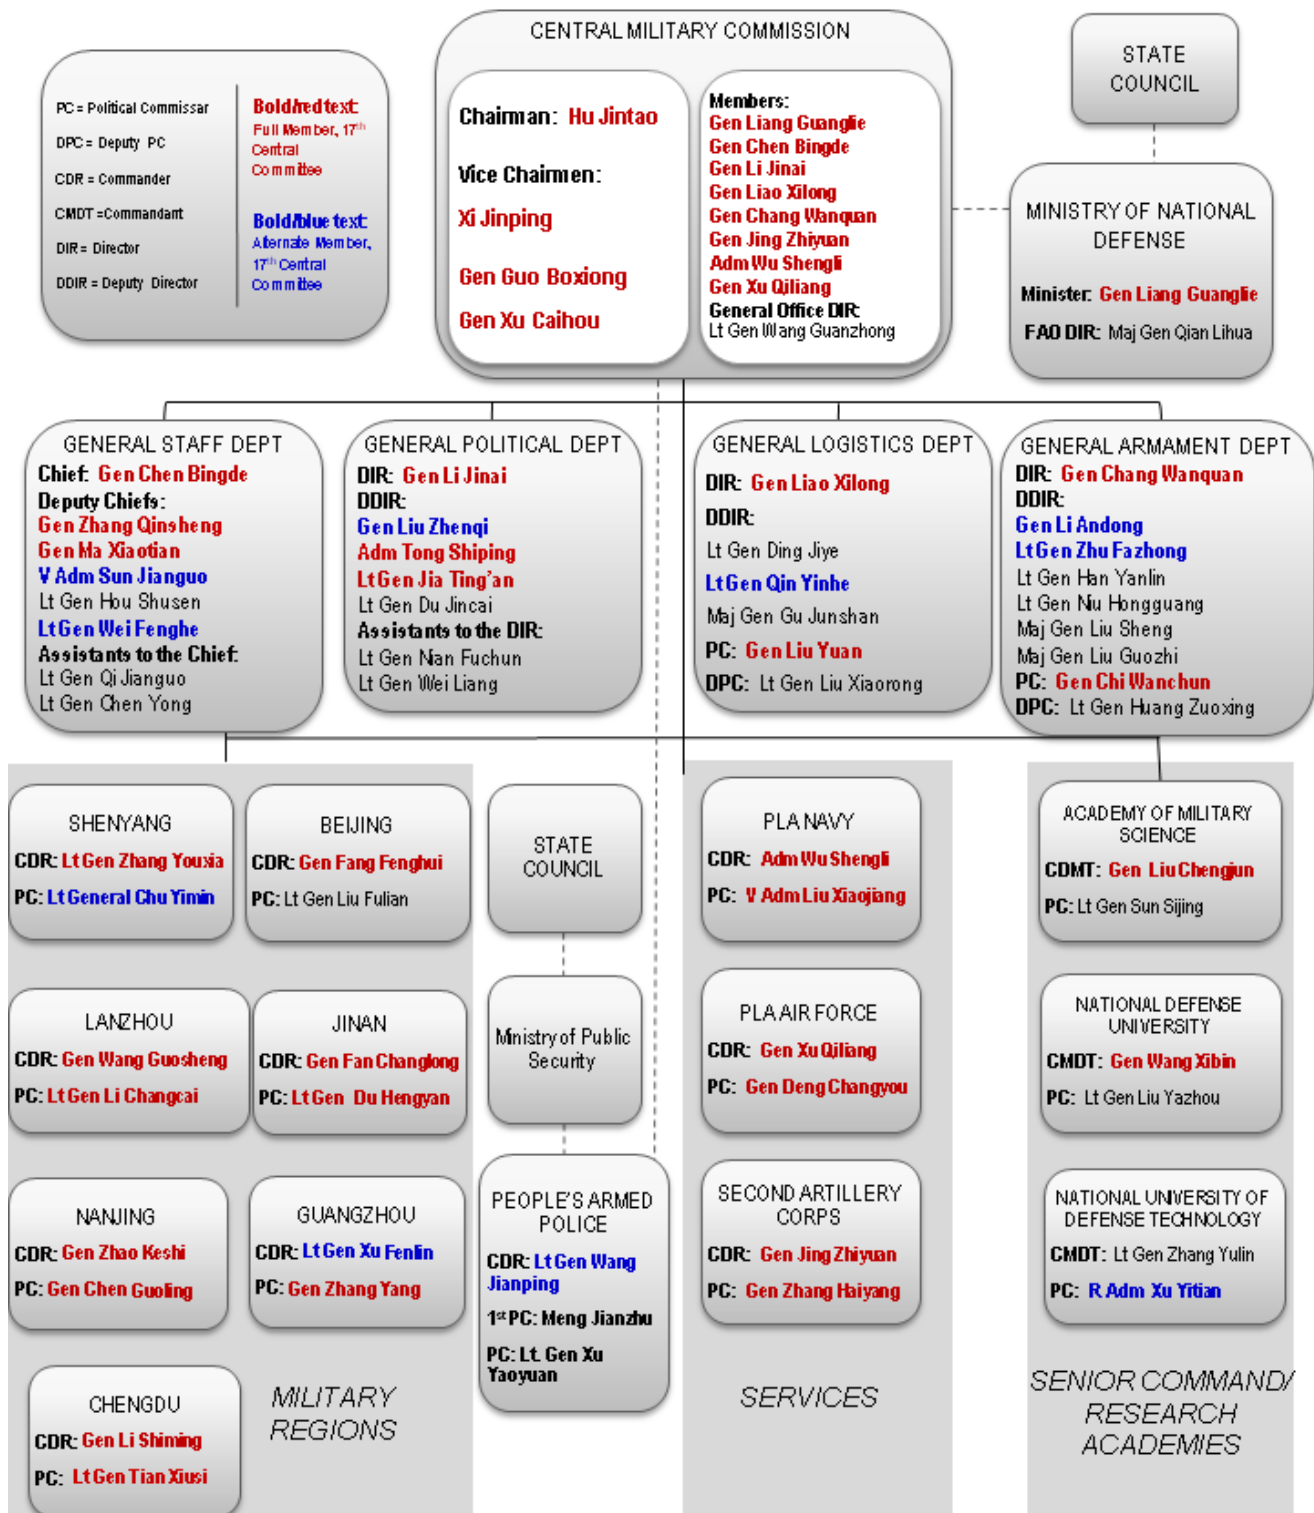 PC = Political Commissar
DPC = Deputy PC
CDR = Commander
CMDT =Commandant
DIR = Director
DDIR = Deputy Director
Bold/red text:
Full Member, 17th
Central
Committee
Bold/blue text:
Alternate Member,
17th Central
Committee
CENTRAL MILITARY COMMISSION
Chairman: Hu Jintao
Vice Chairmen:
Xi Jinping
Gen Guo Boxiong
Gen Xu Caihou
Members:
Gen Liang Guanglie
Gen Chen Bingde
Gen Li Jinai
Gen Liao Xilong
Gen Chang Wanquan
Gen Jing Zhiyuan
Adm Wu Shengli
Gen Xu Qiliang
General Office DIR:
Lt Gen Wang Guanzhong
STATE
COUNCIL
MINISTRY OF NATIONAL
DEFENSE
Minister: Gen Liang Guanglie
FAO DIR: Maj Gen Qian Lihua
GENERAL STAFF DEPT
Chief: Gen Chen Bingde
Deputy Chiefs:
Gen Zhang Qinsheng
Gen Ma Xiaotian
V Adm Sun Jianguo
Lt Gen Hou Shusen
Lt Gen Wei Fenghe
Assistants to the Chief:
Lt Gen Qi Jianguo
Lt Gen Chen Yong
GENERAL POLITICAL DEPT
DIR: Gen Li Jinai
DDIR:
Gen Liu Zhenqi
Adm Tong Shiping
Lt Gen Jia Ting'an
Lt Gen Du Jincai
Assistants to the DIR:
Lt Gen Nian Fuchun
Lt Gen Wei Liang
GENERAL LOGISTICS DEPT
DIR: Gen Liao Xilong
DDIR:
Lt Gen Ding Jiye
Lt Gen Qin Yinhe
Maj Gen Gu Junshan
PC: Gen Liu Yuan
DPC: Lt Gen Liu Xiaorong
GENERAL ARMAMENT DEPT
DIR: Gen Chang Wanquan
DDIR:
Gen Li Andong
Lt Gen Zhu Fazhong
Lt Gen Han Yanlin
Lt Gen Niu Hongguang
Maj Gen Liu Sheng
Maj Gen Liu Guozhi
PC: Gen Chi Wanchun
DPC: Lt Gen Huang Zuoxing
SHENYANG
CDR: Lt Gen Zhang Youxia
PC: Lt General Chu Yimin
BEIJING
CDR: Gen Fang Fenghui
PC: Lt Gen Liu Fulian
LANZHOU
CDR: Gen Wang Guosheng
PC: Lt Gen Li Changcai
JINAN
CDR: Gen Fan Changlong
PC: Lt Gen Du Hengyan
NANJING
CDR: Gen Zhao Keshi
PC: Gen Chen Guoling
GUANGZHOU
CDR: Lt Gen Xu Fenlin
PC: Gen Zhang Yang
CHENGDU
CDR: Gen Li Shiming
PC: Lt Gen Tian Xiusi
MILITARY
REGIONS
STATE
COUNCIL
Ministry of Public
Security
PEOPLE'S ARMED
POLICE
CDR: Lt Gen Wang
Jianping
1st PC: Meng Jianzhu
PC: Lt. Gen Xu
Yaoyuan
PLA NAVY
CDR: Adm Wu Shengli
PC: V Adm Liu Xiaojiang
PLA AIR FORCE
CDR: Gen Xu Qiliang
PC: Gen Deng Changyou
SECOND ARTILLERY
CORPS
CDR: Gen Jing Zhiyuan
PC: Gen Zhang Haiyang
SERVICES
ACADEMY OF MILITARY
SCIENCE
CDMT: Gen Liu Chengjun
PC: Lt Gen Sun Sijing
NATIONAL DEFENSE
UNIVERSITY
CMDT: Gen Wang Xibin
PC: Lt Gen Liu Yazhou
NATIONAL UNIVERSITY OF
DEFENSE TECHNOLOGY
CMDT: Lt Gen Zhang Yulin
PC: R Adm Xu Yitian
SENIOR COMMAND/
RESEARCH
ACADEMIES